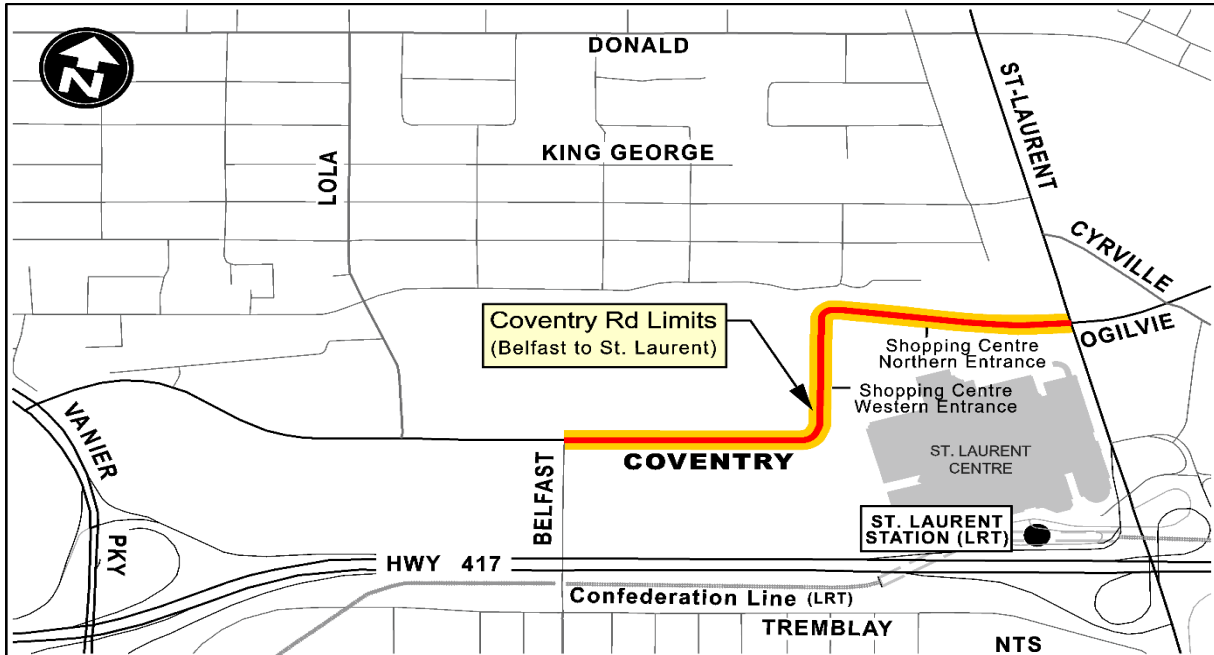 N
DONALD
ST-LAURENT
KING GEORGE
LOLA
CYRVILLE
Coventry Rd Limits
(Belfast to St. Laurent)
OGILVIE
Shopping Centre
Northern Entrance
Shopping Centre
Western Entrance
VANIER
PKY
COVENTRY
ST. LAURENT
CENTRE
BELFAST
ST. LAURENT
STATION (LRT)
HWY 417
Confederation Line (LRT)
TREMBLAY
NTS